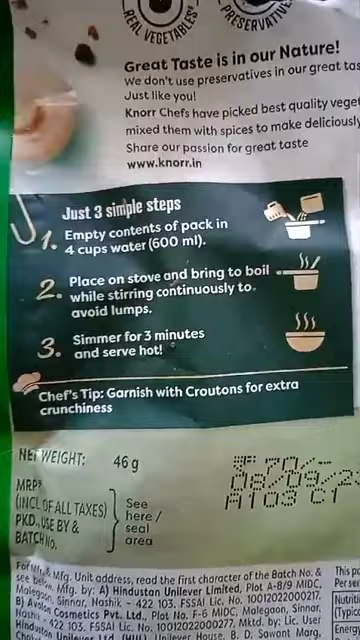 REAL VEGETABLES*
PRESERVATIVES
Great Taste is in our Nature!
We don't use preservatives in our great
Just like you!
Knorr Chefs have picked best quality
mixed them with spices to make deliciously
Share our passion for great taste
www.knorr.in
Just 3 simple steps
1. Empty contents of pack in
4 cups water (600 ml).
2. Place on stove and bring to boil
while stirring continuously to
avoid lumps.
3. Simmer for 3 minutes
and serve hot!
Chef's Tip: Garnish with Croutons for extra
crunchiness
NET WEIGHT: 46 g
MRP₹
(INCL OF ALL TAXES)
PKD., USE BY &
BATCH No.
See
here/
seal
area
70/-
08/09/2
A103 C1
For Mfg. & Mfg. Unit address, read the first character of the Batch No. &
see below. Mfg. by: A) Hindustan Unilever Limited, Plot A-8/9 MIDC,
Malegaon, Sinnar, Nashik - 422 103. FSSAI Lic. No. 10012022000217.
B) Avalon Cosmetics Pvt. Ltd., Plot No. F-6 MIDC, Malegaon, Sinnar,
Nashik - 422 103. FSSAI Lic. No. 10012022000277. Mktd. by: Lic. User
Hindustan Unilever Ltd. (HUL), Unilever House, B. D. Sawant Marg,
This
Per